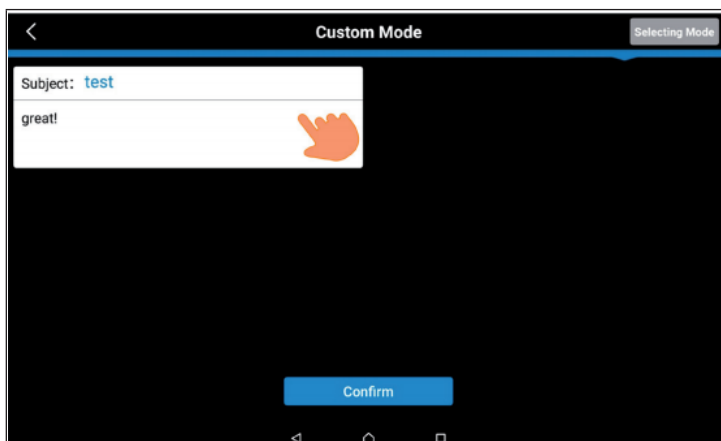 Custom Mode
Selecting Mode
Subject: test
great!
Confirm